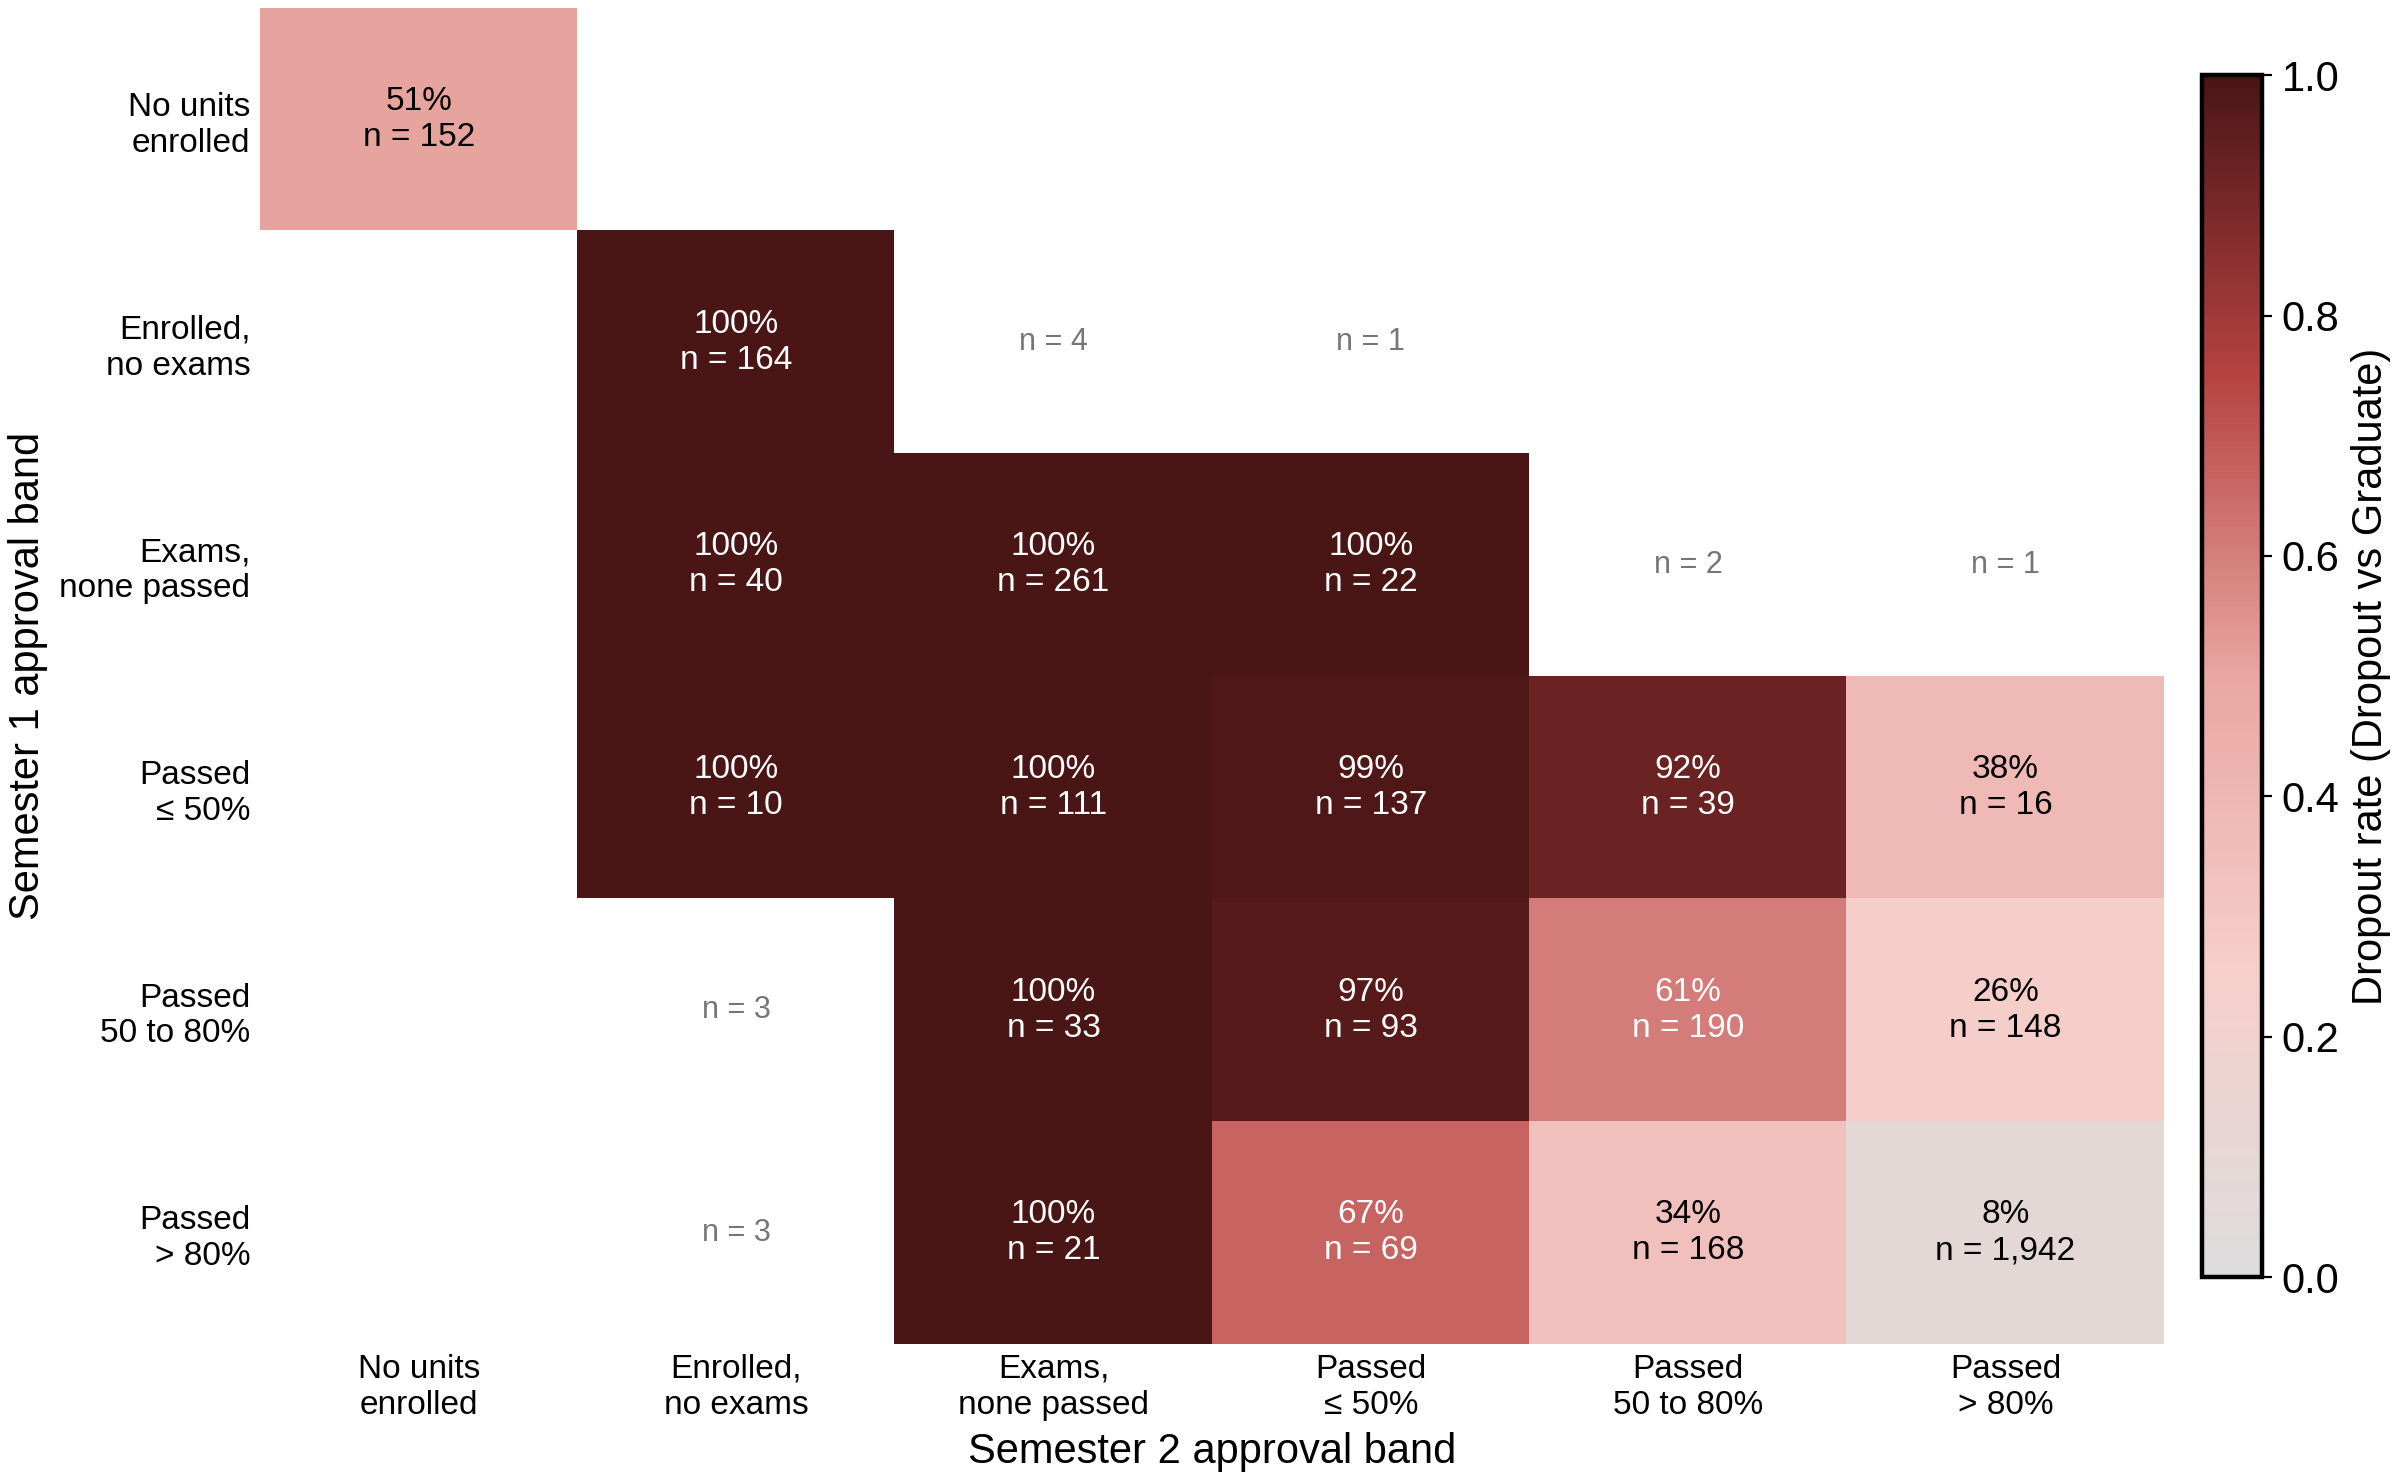 No units
enrolled
51%
n = 152
Enrolled,
no exams
100%
n = 164
n = 4
n = 1
Exams,
none passed
100%
n = 40
100%
n = 261
100%
n = 22
n = 2
n = 1
Passed
≤ 50%
100%
n = 10
100%
n = 111
99%
n = 137
92%
n = 39
38%
n = 16
Passed
50 to 80%
n = 3
100%
n = 33
97%
n = 93
61%
n = 190
26%
n = 148
Passed
> 80%
n = 3
100%
n = 21
67%
n = 69
34%
n = 168
8%
n = 1,942
Semester 1 approval band
No units
enrolled
Enrolled,
no exams
Exams,
none passed
Passed
≤ 50%
Passed
50 to 80%
Passed
> 80%
Semester 2 approval band
1.0
0.8
0.6
0.4
0.2
0.0
Dropout rate (Dropout vs Graduate)